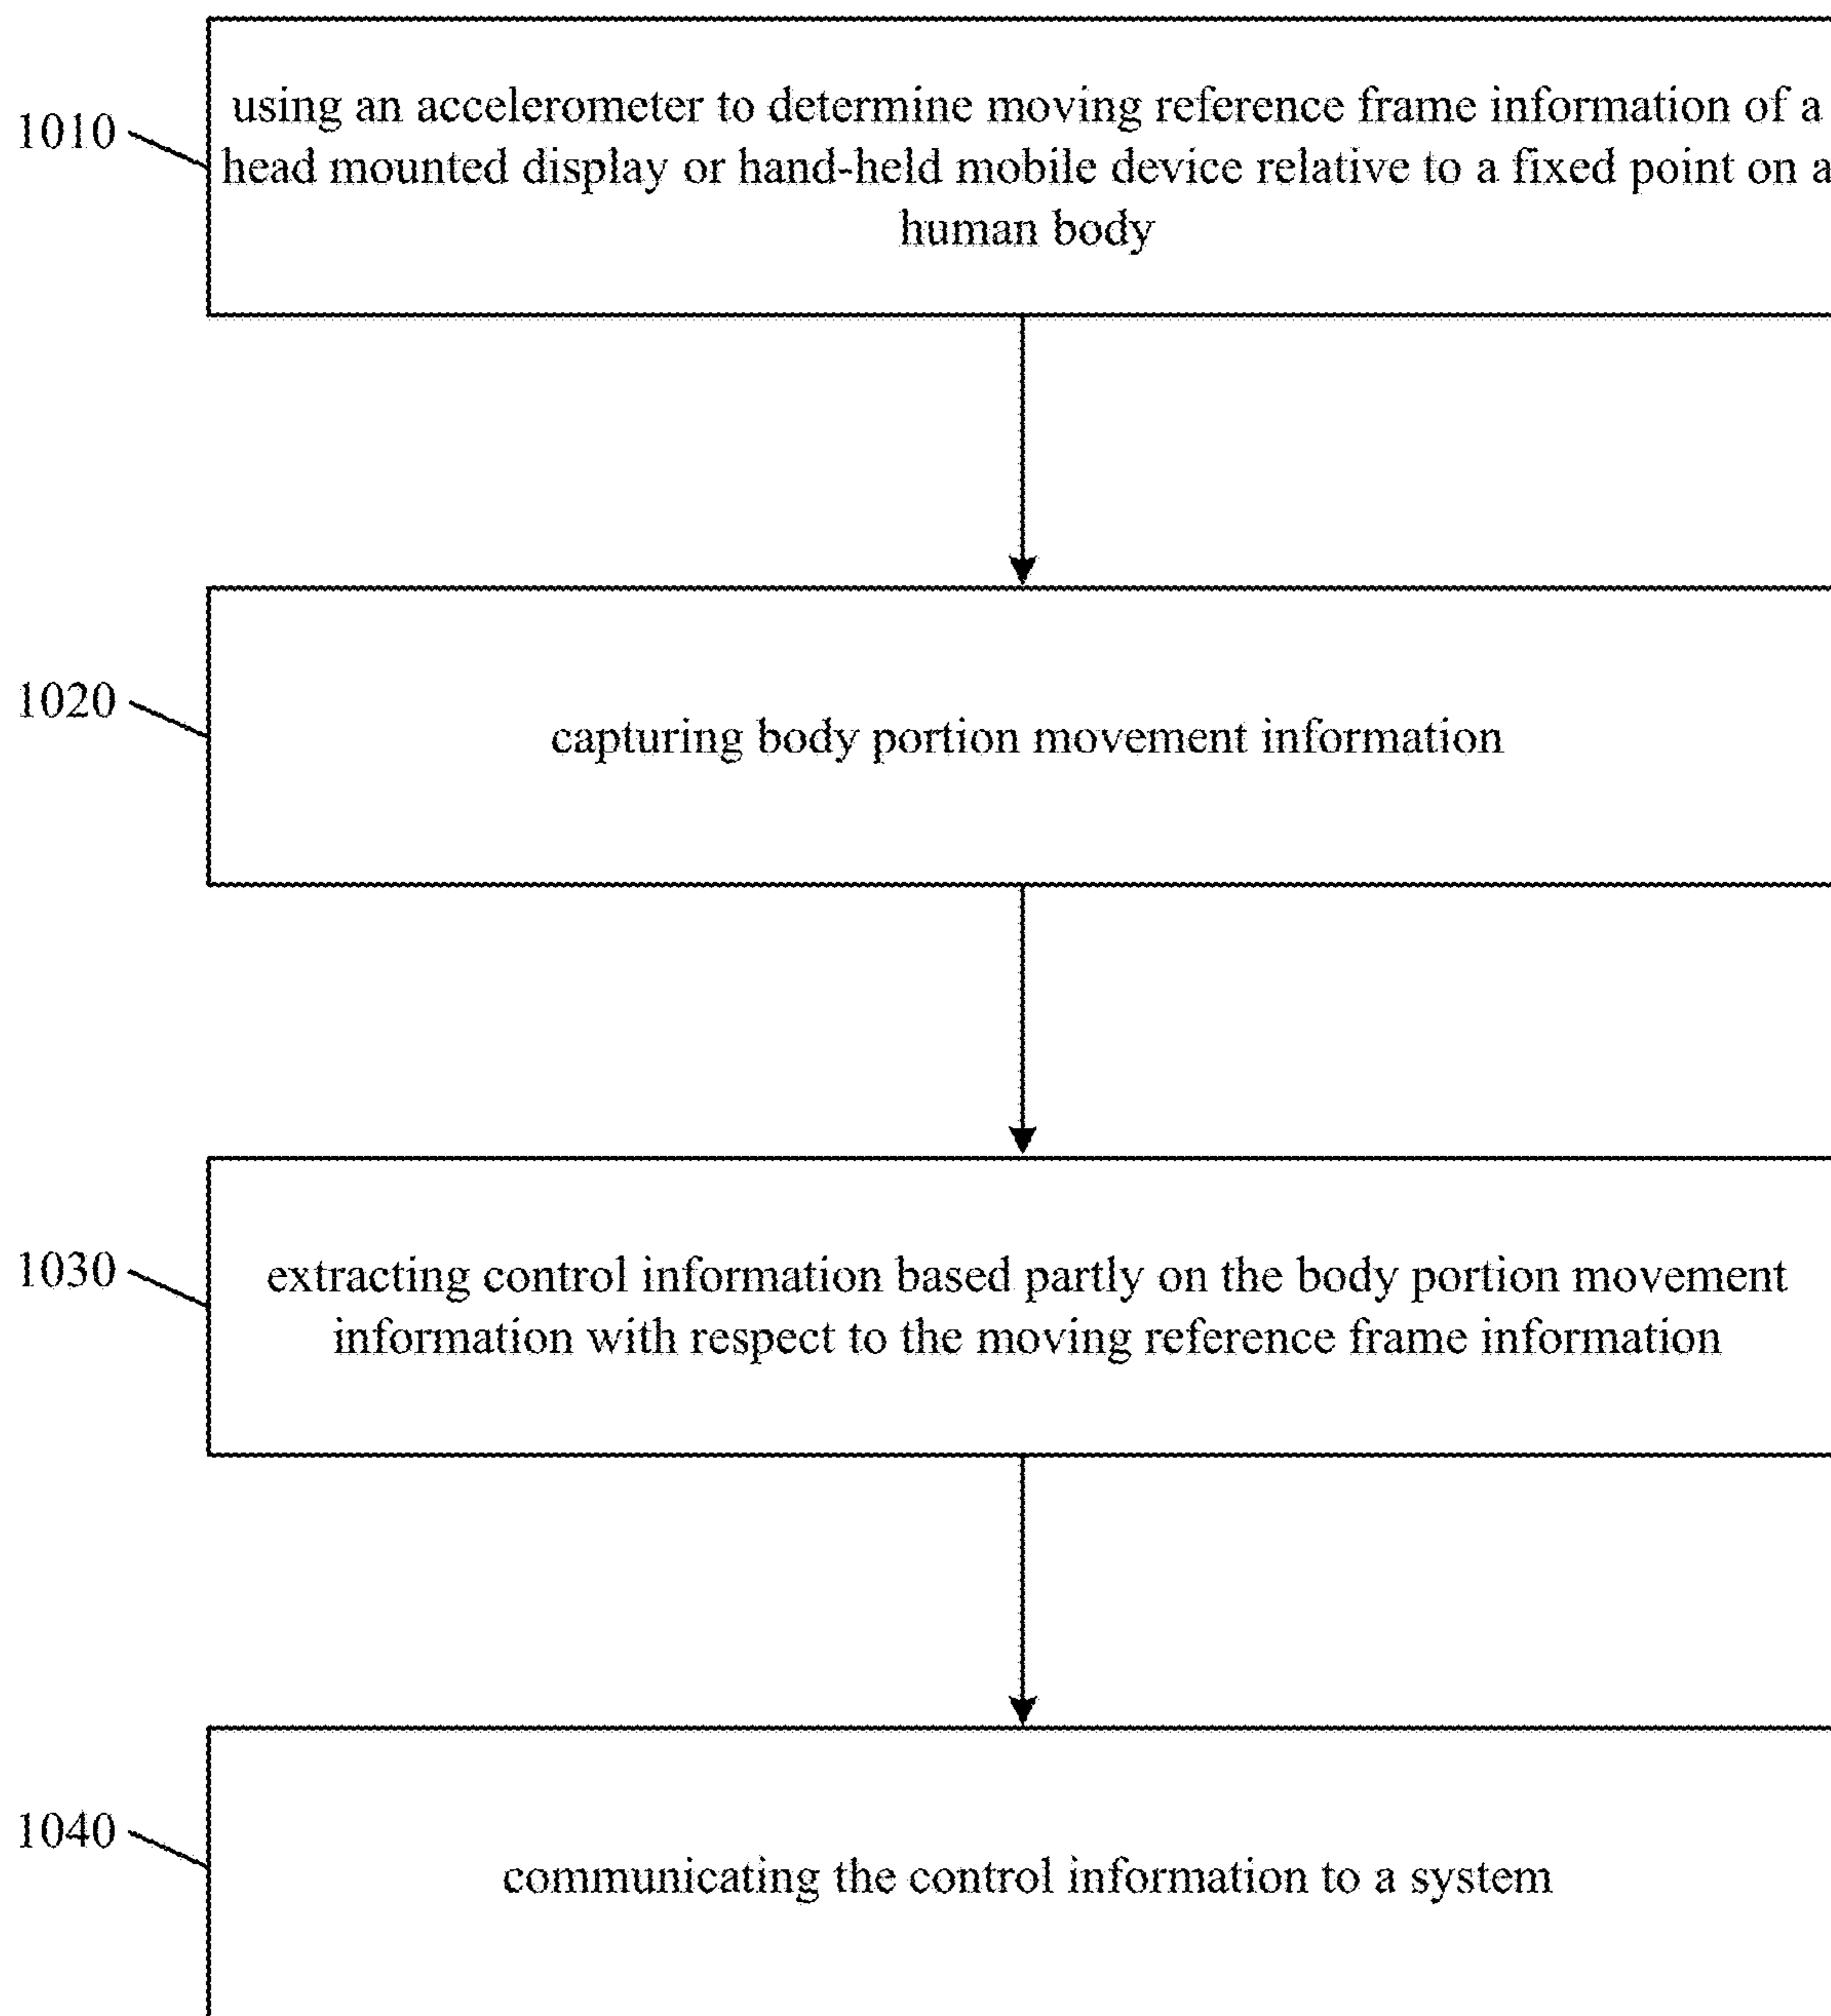 1010
using an accelerometer to determine moving reference frame information of a
head mounted display or hand-held mobile device relative to a fixed point on a
human body
1020
capturing body portion movement information
1030
extracting control information based partly on the body portion movement
information with respect to the moving reference frame information
1040
communicating the control information to a system